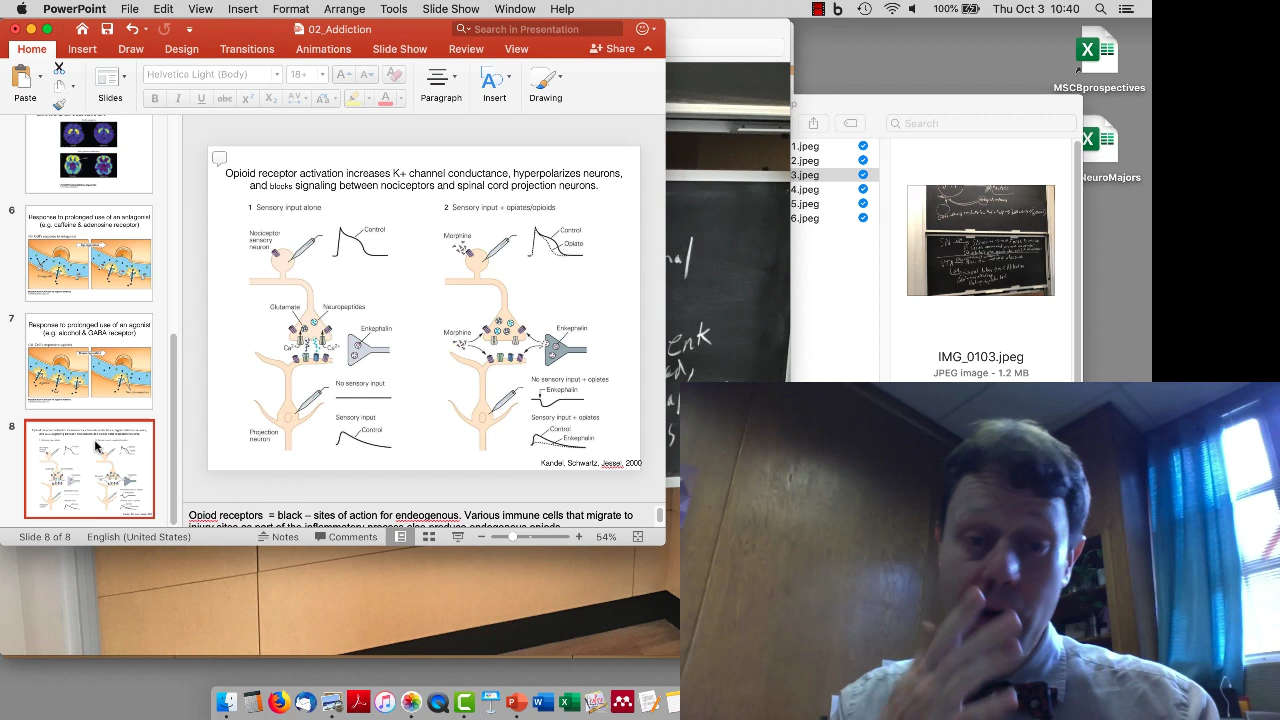 PowerPoint File Edit View Insert Format Arrange Tools Slide Show Window Help 100% Thu Oct 3 10:40
02_Addiction
Search in Presentation
Home Insert Draw Design Transitions Animations Slide Show Review View Share
Paste Slides Helvetica Light (Body) 18+ Paragraph Insert Drawing
6
Response to prolonged use of an antagonist
(e.g. caffeine & adenosine receptor)
7
Response to prolonged use of an agonist
(e.g. alcohol & GABA receptor)
8
Opioid receptor activation increases K+ channel conductance, hyperpolarizes neurons,
and blocks signaling between nociceptors and spinal cord projection neurons.
1 Sensory input alone
2 Sensory input + opiates/opioids
Nociceptor
sensory
neuron
Control
Morphine
Control
Opiate
Glutamate
Neuropeptides
Enkephalin
Morphine
Enkephalin
No sensory input
No sensory input + opiates
Enkephalin
Sensory input
Sensory input + opiates
Control
Control
Enkephalin
Projection
neuron
Kandel, Schwartz, Jessel, 2000
Opiod receptors = black – sites of action for endeogenous. Various immune cells that migrate to
Slide 8 of 8 English (United States) Notes Comments 54%
Search
1.jpeg
2.jpeg
3.jpeg
4.jpeg
5.jpeg
6.jpeg
IMG_0103.jpeg
JPEG image - 1.2 MB
MSCBprospectives
NeuroMajors